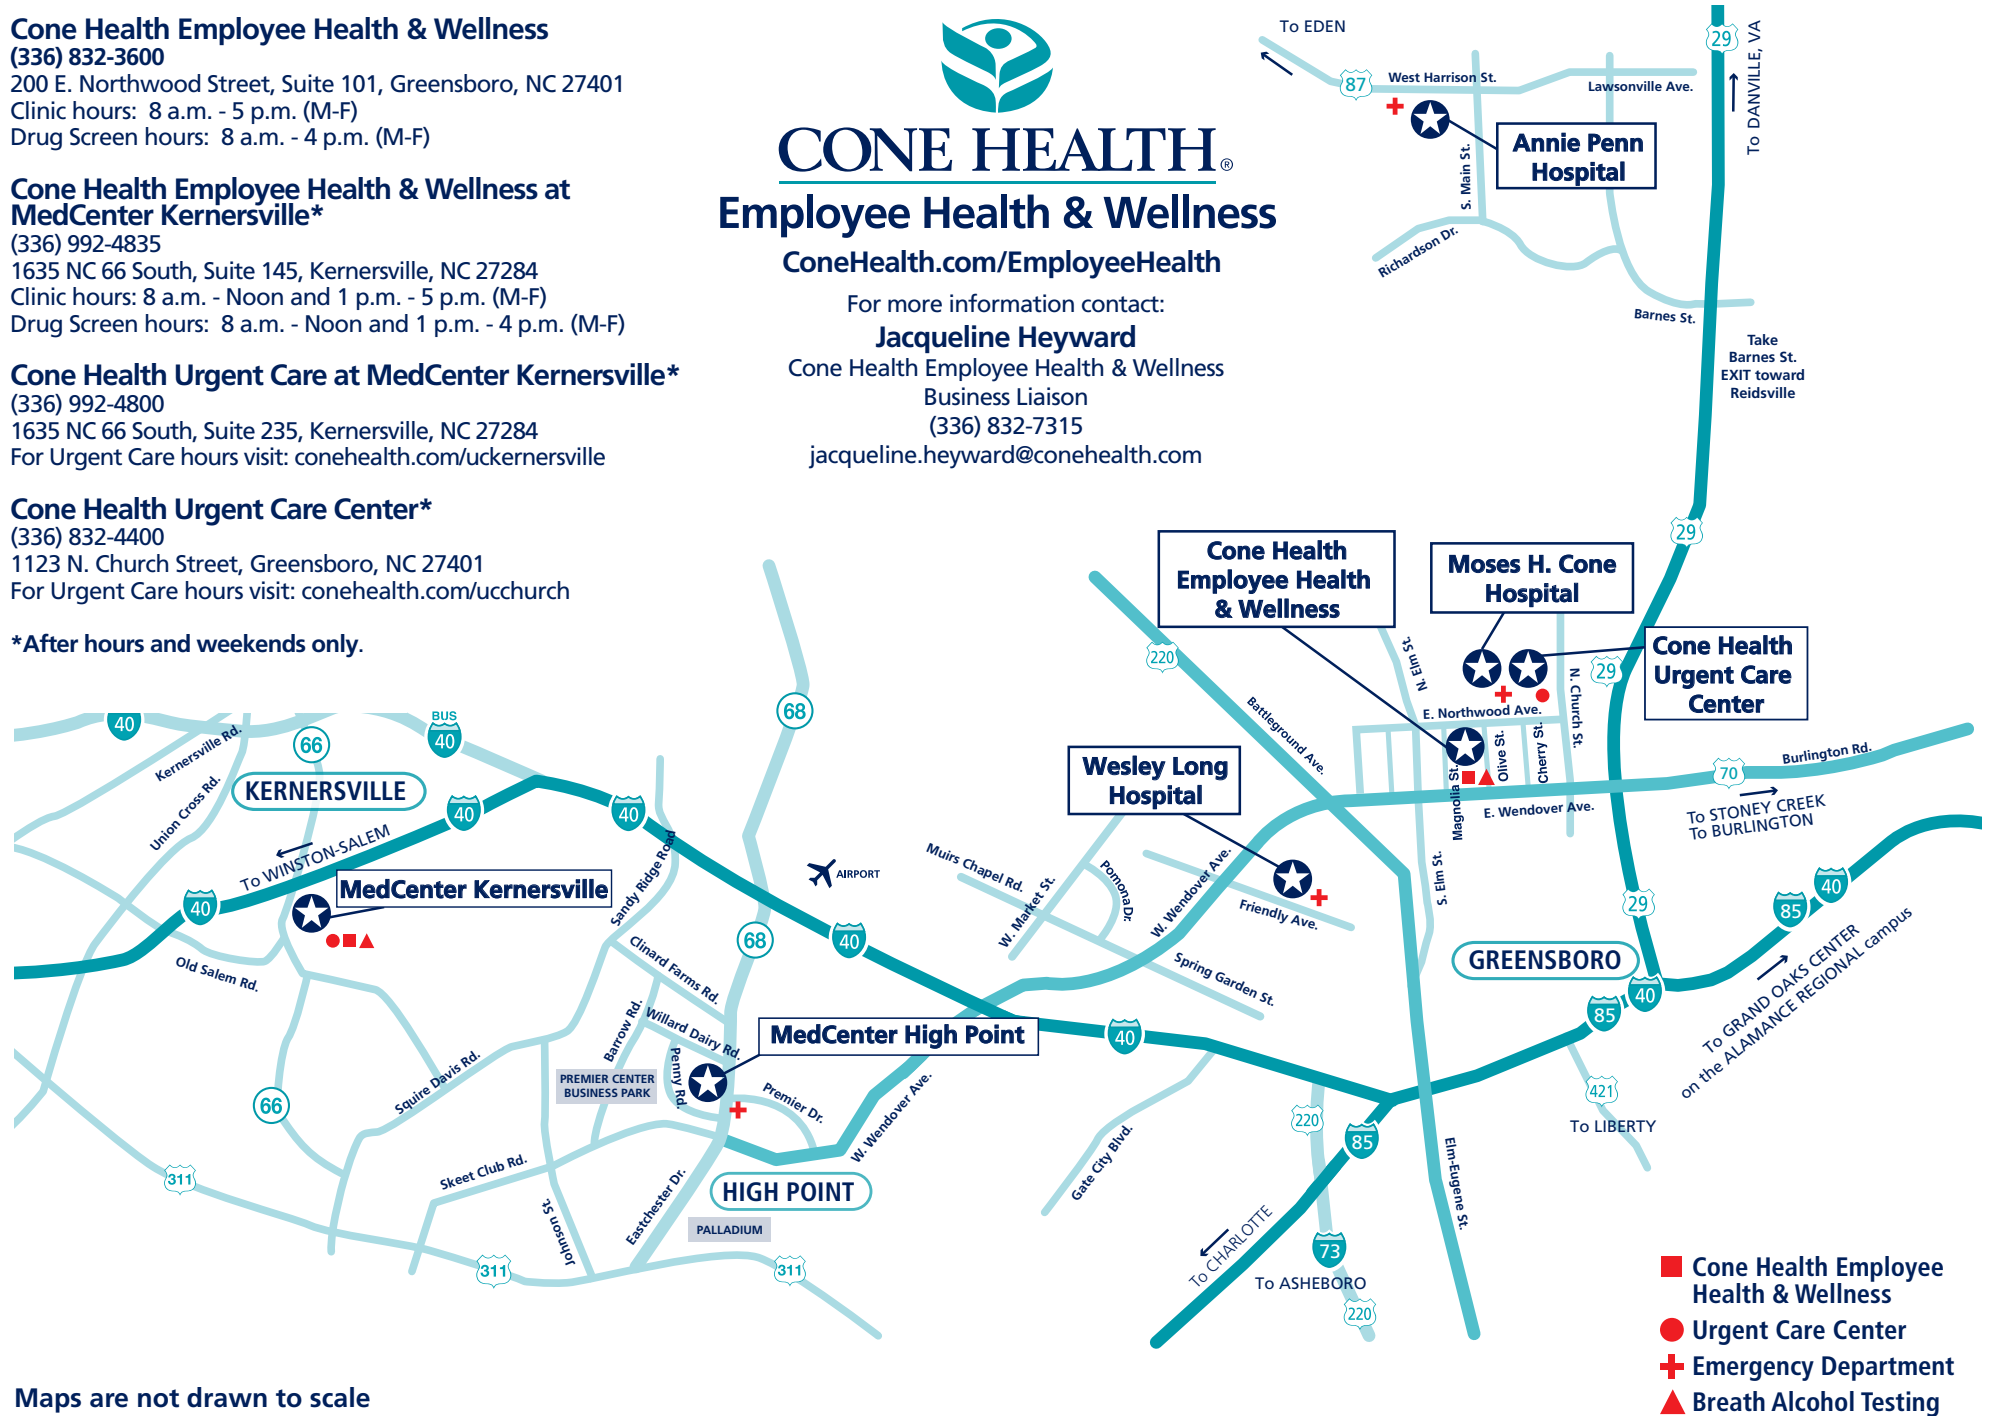 Cone Health Employee Health & Wellness
(336) 832-3600
200 E. Northwood Street, Suite 101, Greensboro, NC 27401
Clinic hours:  8 a.m. - 5 p.m. (M-F)
Drug Screen hours:  8 a.m. - 4 p.m. (M-F)
Cone Health Employee Health & Wellness at
MedCenter Kernersville*
(336) 992-4835
1635 NC 66 South, Suite 145, Kernersville, NC 27284
Clinic hours: 8 a.m. - Noon and 1 p.m. - 5 p.m. (M-F)
Drug Screen hours:  8 a.m. - Noon and 1 p.m. - 4 p.m. (M-F)
Cone Health Urgent Care at MedCenter Kernersville*
(336) 992-4800
1635 NC 66 South, Suite 235, Kernersville, NC 27284
For Urgent Care hours visit: conehealth.com/uckernersville
Cone Health Urgent Care Center*
(336) 832-4400
1123 N. Church Street, Greensboro, NC 27401
For Urgent Care hours visit: conehealth.com/ucchurch
*After hours and weekends only.
CONE HEALTH®
Employee Health & Wellness
ConeHealth.com/EmployeeHealth
For more information contact:
Jacqueline Heyward
Cone Health Employee Health & Wellness
Business Liaison
(336) 832-7315
jacqueline.heyward@conehealth.com
To EDEN
87
West Harrison St.
Lawsonville Ave.
29
To DANVILLE, VA
Annie Penn
Hospital
S. Main St.
Richardson Dr.
Barnes St.
Take
Barnes St.
EXIT toward
Reidsville
29
Cone Health
Employee Health
& Wellness
Moses H. Cone
Hospital
Cone Health
Urgent Care
Center
220
N. Elm St.
29
N. Church St.
Battleground Ave.
E. Northwood Ave.
Magnolia St.
Olive St.
Cherry St.
Burlington Rd.
70
To STONEY CREEK
To BURLINGTON
E. Wendover Ave.
Wesley Long
Hospital
Friendly Ave.
S. Elm St.
Muirs Chapel Rd.
Pomona Dr.
W. Market St.
W. Wendover Ave.
Spring Garden St.
29
40
85
GREENSBORO
40
85
To GRAND OAKS CENTER
on the ALAMANCE REGIONAL campus
421
To LIBERTY
40
BUS
40
66
68
Kernersville Rd.
KERNERSVILLE
Union Cross Rd.
40
40
To WINSTON-SALEM
AIRPORT
MedCenter Kernersville
40
Sandy Ridge Road
68
40
Old Salem Rd.
Clinard Farms Rd.
Barrow Rd.
Willard Dairy Rd.
MedCenter High Point
40
Penny Rd.
PREMIER CENTER
BUSINESS PARK
Premier Dr.
Squire Davis Rd.
66
W. Wendover Ave.
Gate City Blvd.
220
85
Elm-Eugene St.
311
Skeet Club Rd.
HIGH POINT
Johnson St.
Eastchester Dr.
PALLADIUM
311
311
To CHARLOTTE
73
To ASHEBORO
220
Cone Health Employee
Health & Wellness
Urgent Care Center
Emergency Department
Breath Alcohol Testing
Maps are not drawn to scale